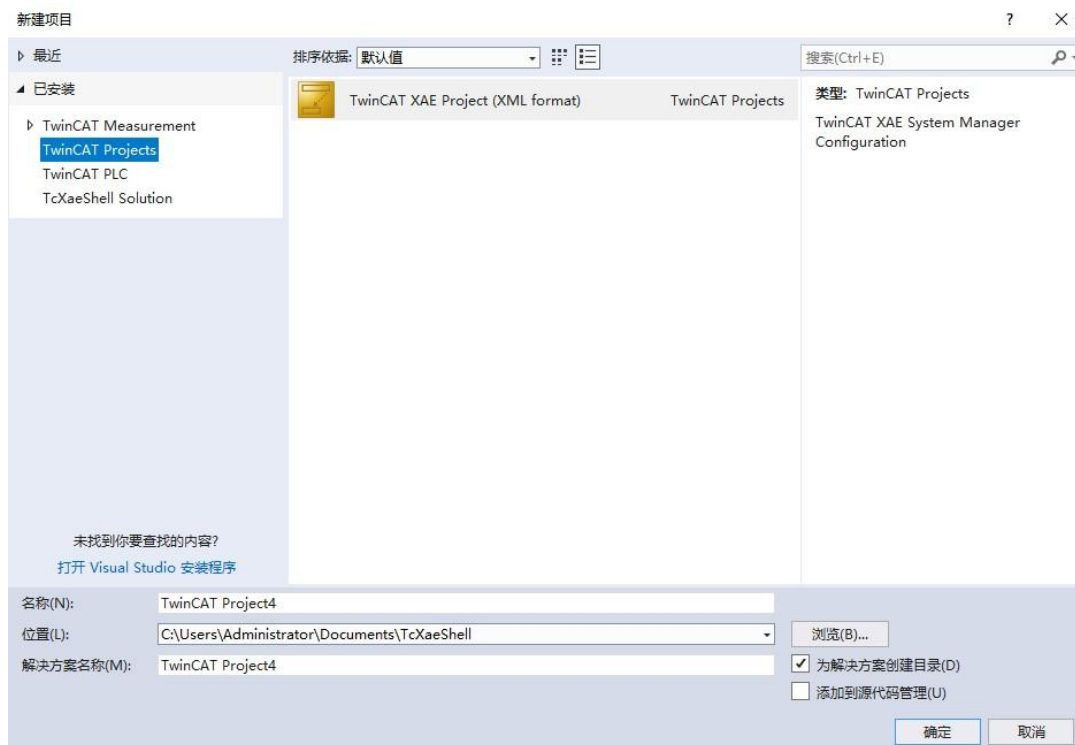 新建项目
?
最近
已安装
TwinCAT Measurement
TwinCAT Projects
TwinCAT PLC
TcXaeShell Solution
未找到你要查找的内容?
打开 Visual Studio 安装程序
排序依据: 默认值
TwinCAT XAE Project (XML format) TwinCAT Projects
搜索(Ctrl+E)
类型: TwinCAT Projects
TwinCAT XAE System Manager
Configuration
名称(N): TwinCAT Project4
位置(L): C:\Users\Administrator\Documents\TcXaeShell 浏览(B)...
解决方案名称(M): TwinCAT Project4
为解决方案创建目录(D)
添加到源代码管理(U)
确定 取消